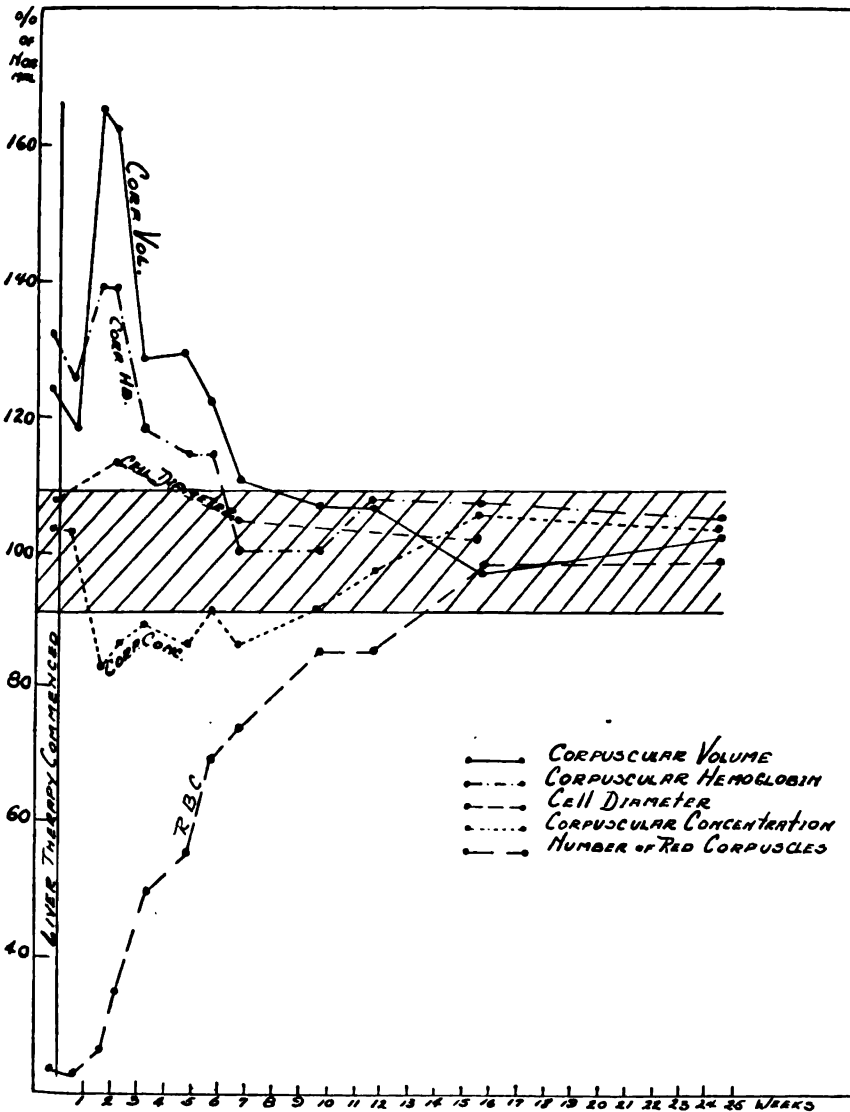 %
OF
NOR
MAL
160
140
120
100
80
60
40
CORP VOL.
CORP HB.
CELL DIAMETER
CORP CONC
RBC
LIVER THERAPY COMMENCED
CORPUSCULAR VOLUME
CORPUSCULAR HEMOGLOBIN
CELL DIAMETER
CORPUSCULAR CONCENTRATION
NUMBER OF RED CORPUSCLES
1 2 3 4 5 6 7 8 9 10 11 12 13 14 15 16 17 18 19 20 21 22 23 24 25 WEEKS